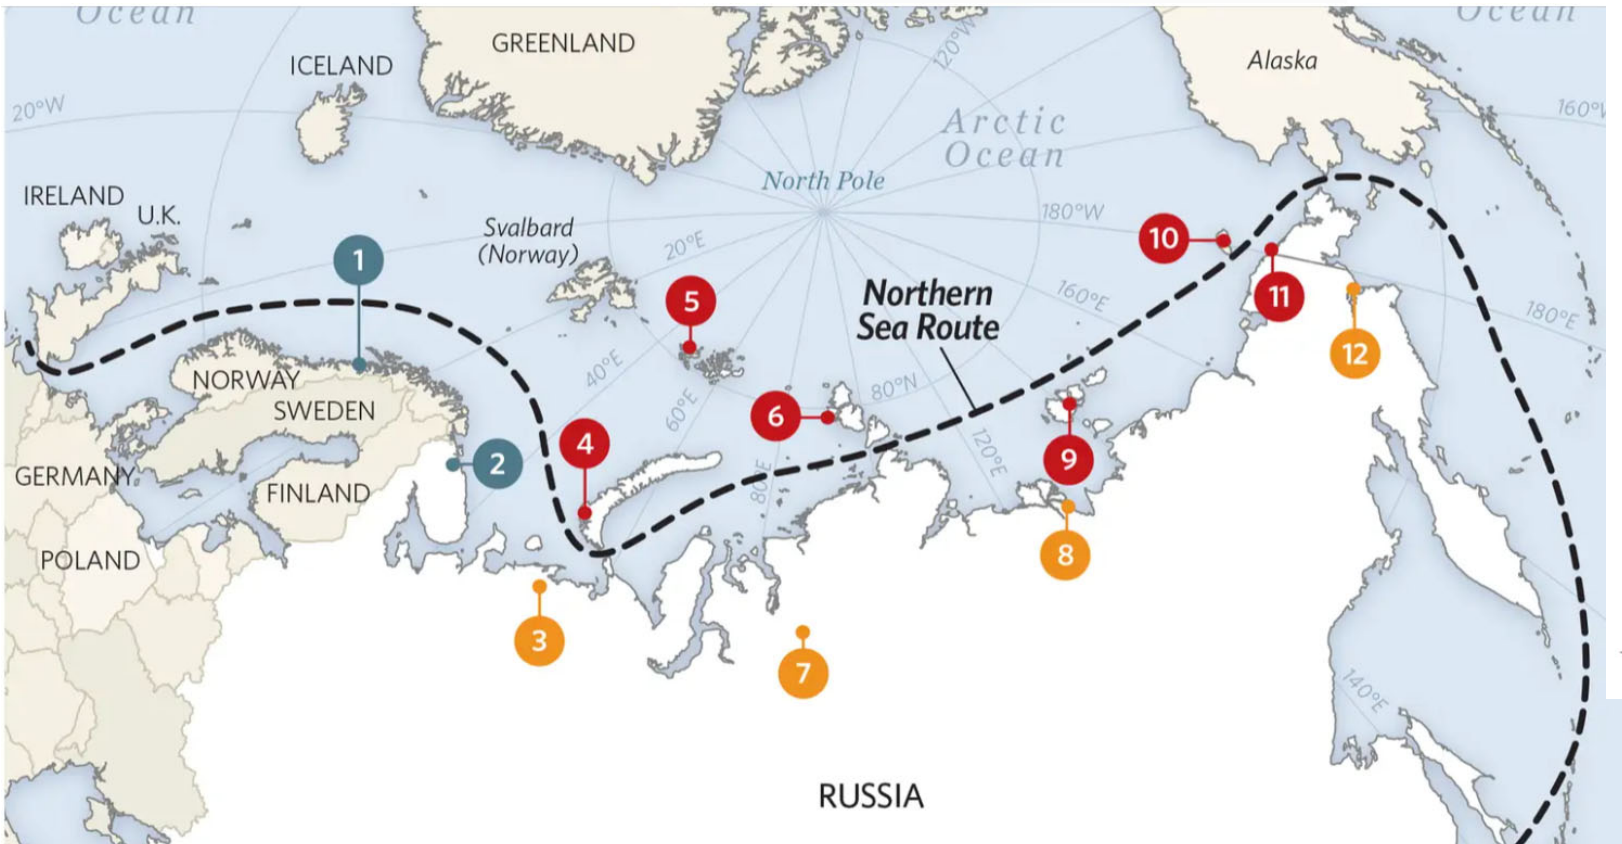 Ocean
Ocean
GREENLAND
ICELAND
Alaska
120°W
20°W
160°W
Arctic
Ocean
North Pole
IRELAND
U.K.
Svalbard
(Norway)
180°W
20°E
1
10
5
Northern
Sea Route
160°E
11
180°E
12
NORWAY
40°E
80°N
SWEDEN
60°E
6
4
120°E
9
GERMANY
2
FINLAND
80°E
POLAND
8
3
7
140°E
RUSSIA